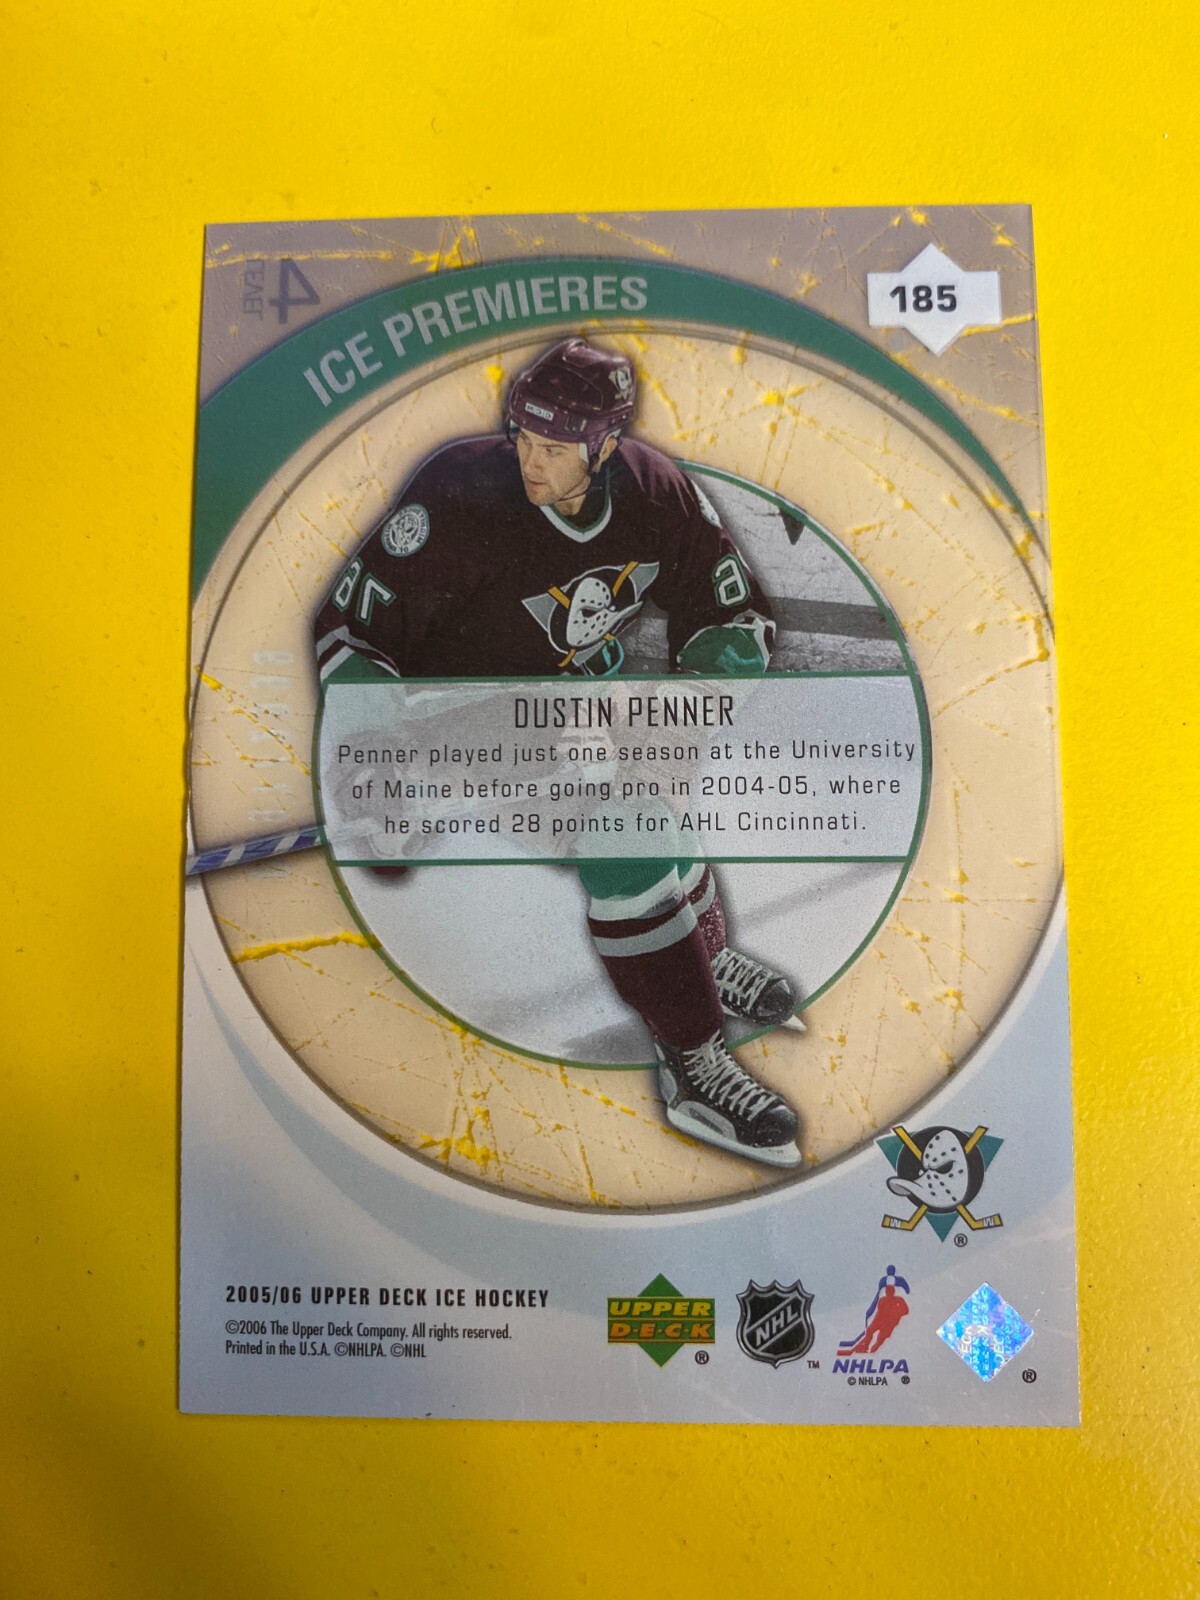 LEVEL
4
ICE PREMIERES
185
DUSTIN PENNER
Penner played just one season at the University
of Maine before going pro in 2004-05, where
he scored 28 points for AHL Cincinnati.
®
2005/06 UPPER DECK ICE HOCKEY
©2006 The Upper Deck Company. All rights reserved.
Printed in the U.S.A. ©NHLPA. ©NHL
UPPER
D·E·C·K
®
NHL
™
NHLPA
© NHLPA ®
®